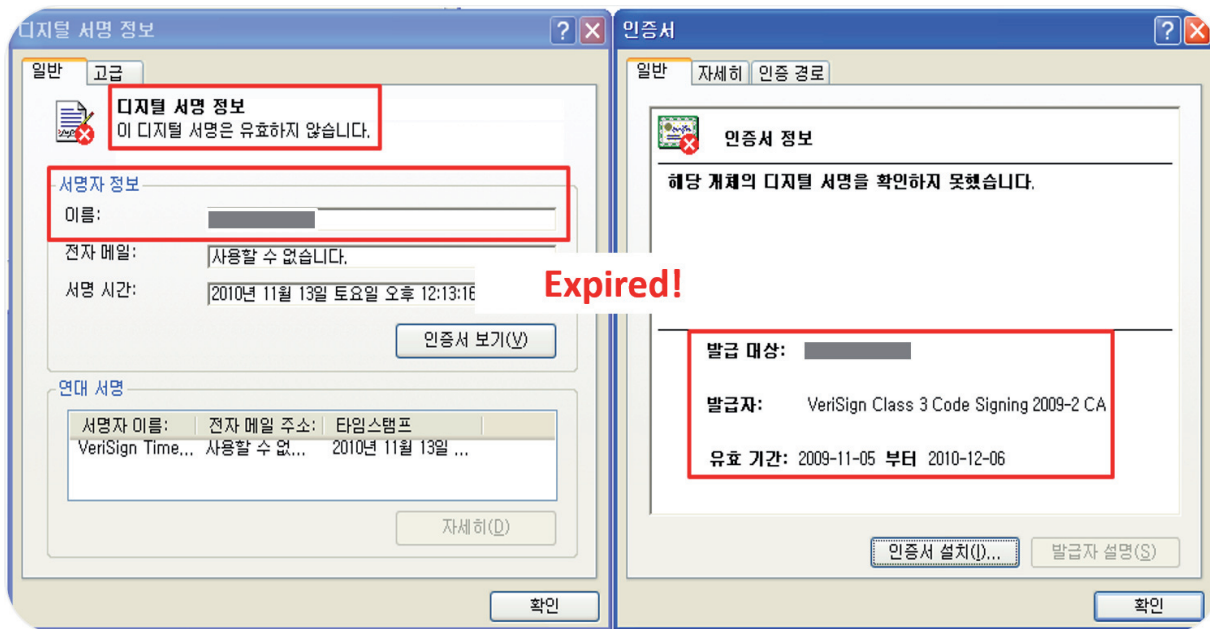 디지털 서명 정보
일반 고급
디지털 서명 정보
이 디지털 서명은 유효하지 않습니다.
서명자 정보
이름:
전자 메일: 사용할 수 없습니다.
서명 시간: 2010년 11월 13일 토요일 오후 12:13:16
인증서 보기(V)
연대 서명
서명자 이름: 전자 메일 주소: 타임스탬프
VeriSign Time... 사용할 수 없... 2010년 11월 13일 ...
자세히(D)
확인
Expired!
인증서
일반 자세히 인증 경로
인증서 정보
해당 개체의 디지털 서명을 확인하지 못했습니다.
발급 대상:
발급자: VeriSign Class 3 Code Signing 2009-2 CA
유효 기간: 2009-11-05 부터 2010-12-06
인증서 설치(I)... 발급자 설명(S)
확인